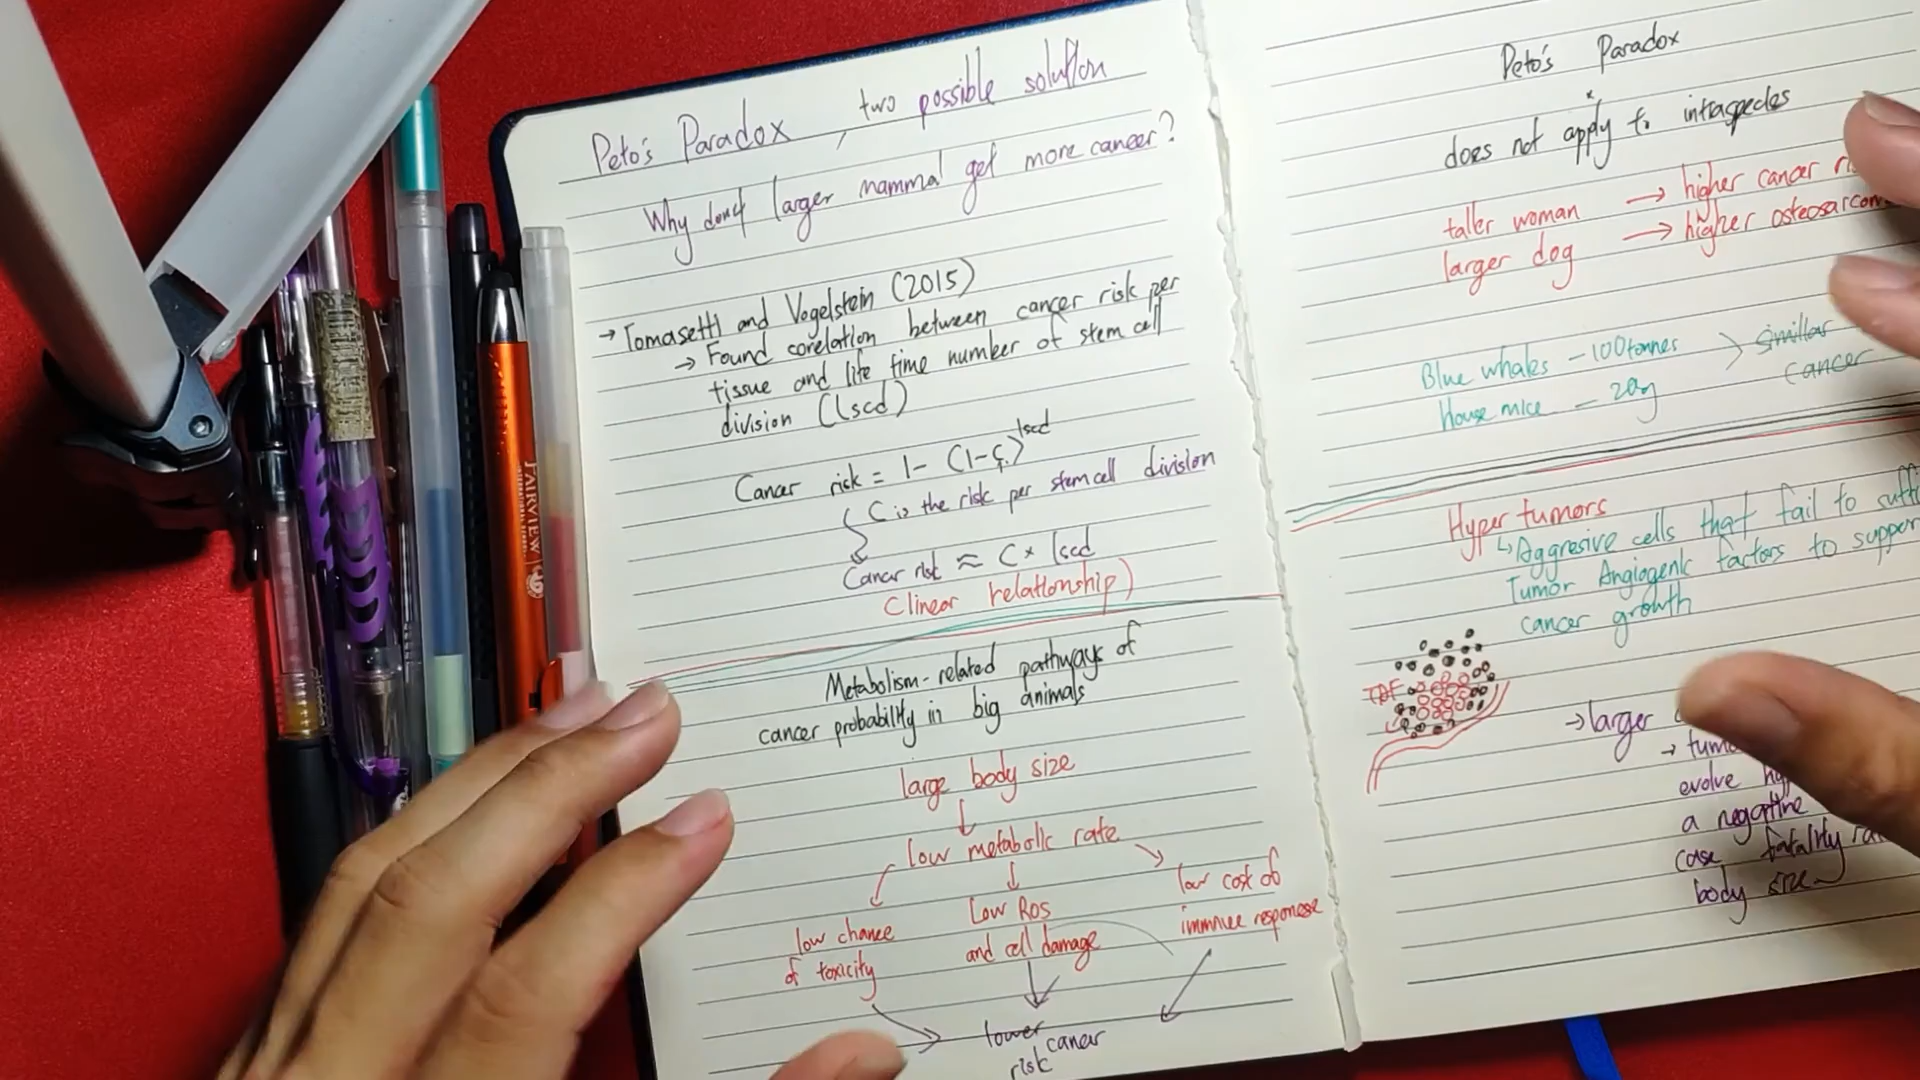 Peto's Paradox, two possible solution
Why don't larger mammal get more cancer?
→ Tomasetti and Vogelstein (2015)
→ Found corelation between cancer risk per
tissue and life time number of stem cell
division (lscd)
Cancer risk = 1 - (1-c)^lscd
C is the risk per stem cell division
Cancer risk ≈ C × lscd
(linear relationship)
Metabolism-related pathways of
cancer probability in big animals
large body size
low metabolic rate
low chance
of toxicity
Low ROS
and cell damage
low cost of
immune response
lower cancer
risk
Peto's Paradox
does not apply to intraspecies
taller woman → higher cancer
larger dog → higher osteosarcom
Blue whales - 100 tonnes
House mice - 20g
similar
cancer
Hyper tumors
↳ Aggresive cells that fail to
Tumor Angiogenic factors to suppor
cancer growth
TAF
→ larger
→
evolve
a negative
case fatality
body size
FAIRVIEW